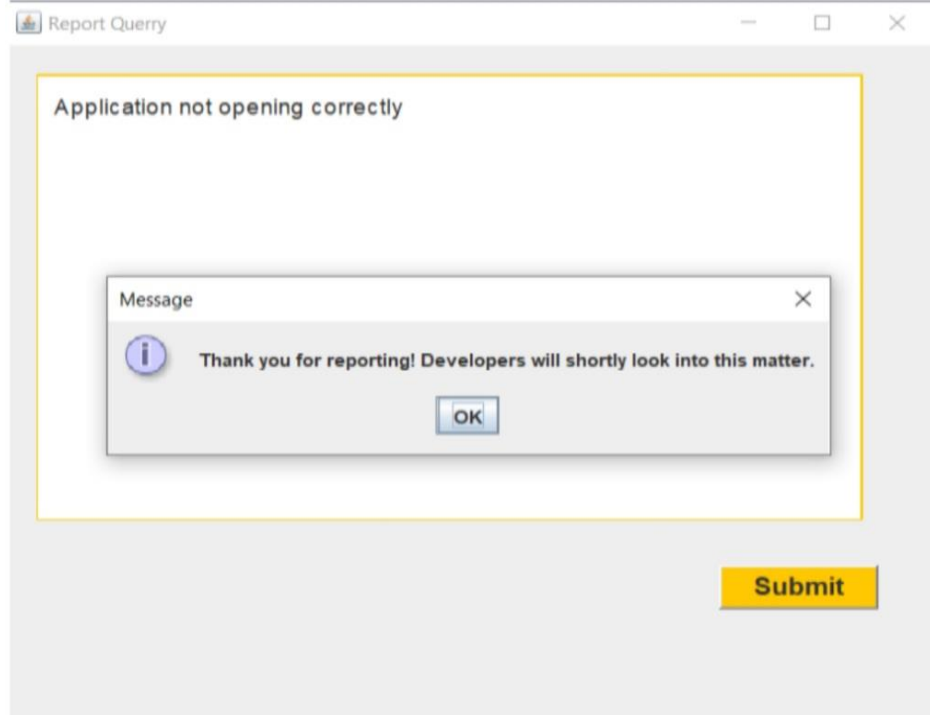 Report Querry
Application not opening correctly
Message
Thank you for reporting! Developers will shortly look into this matter.
OK
Submit